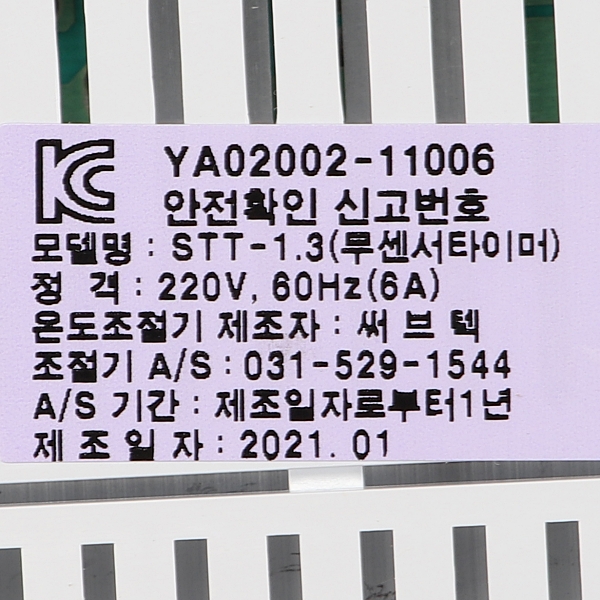 KC YA02002-11006
안전확인 신고번호
모델명 : STT-1.3(무센서타이머)
정 격 : 220V, 60Hz(6A)
온도조절기 제조자 : 써 브 텍
조절기 A/S : 031-529-1544
A/S 기간 : 제조일자로부터1년
제 조 일 자 : 2021. 01